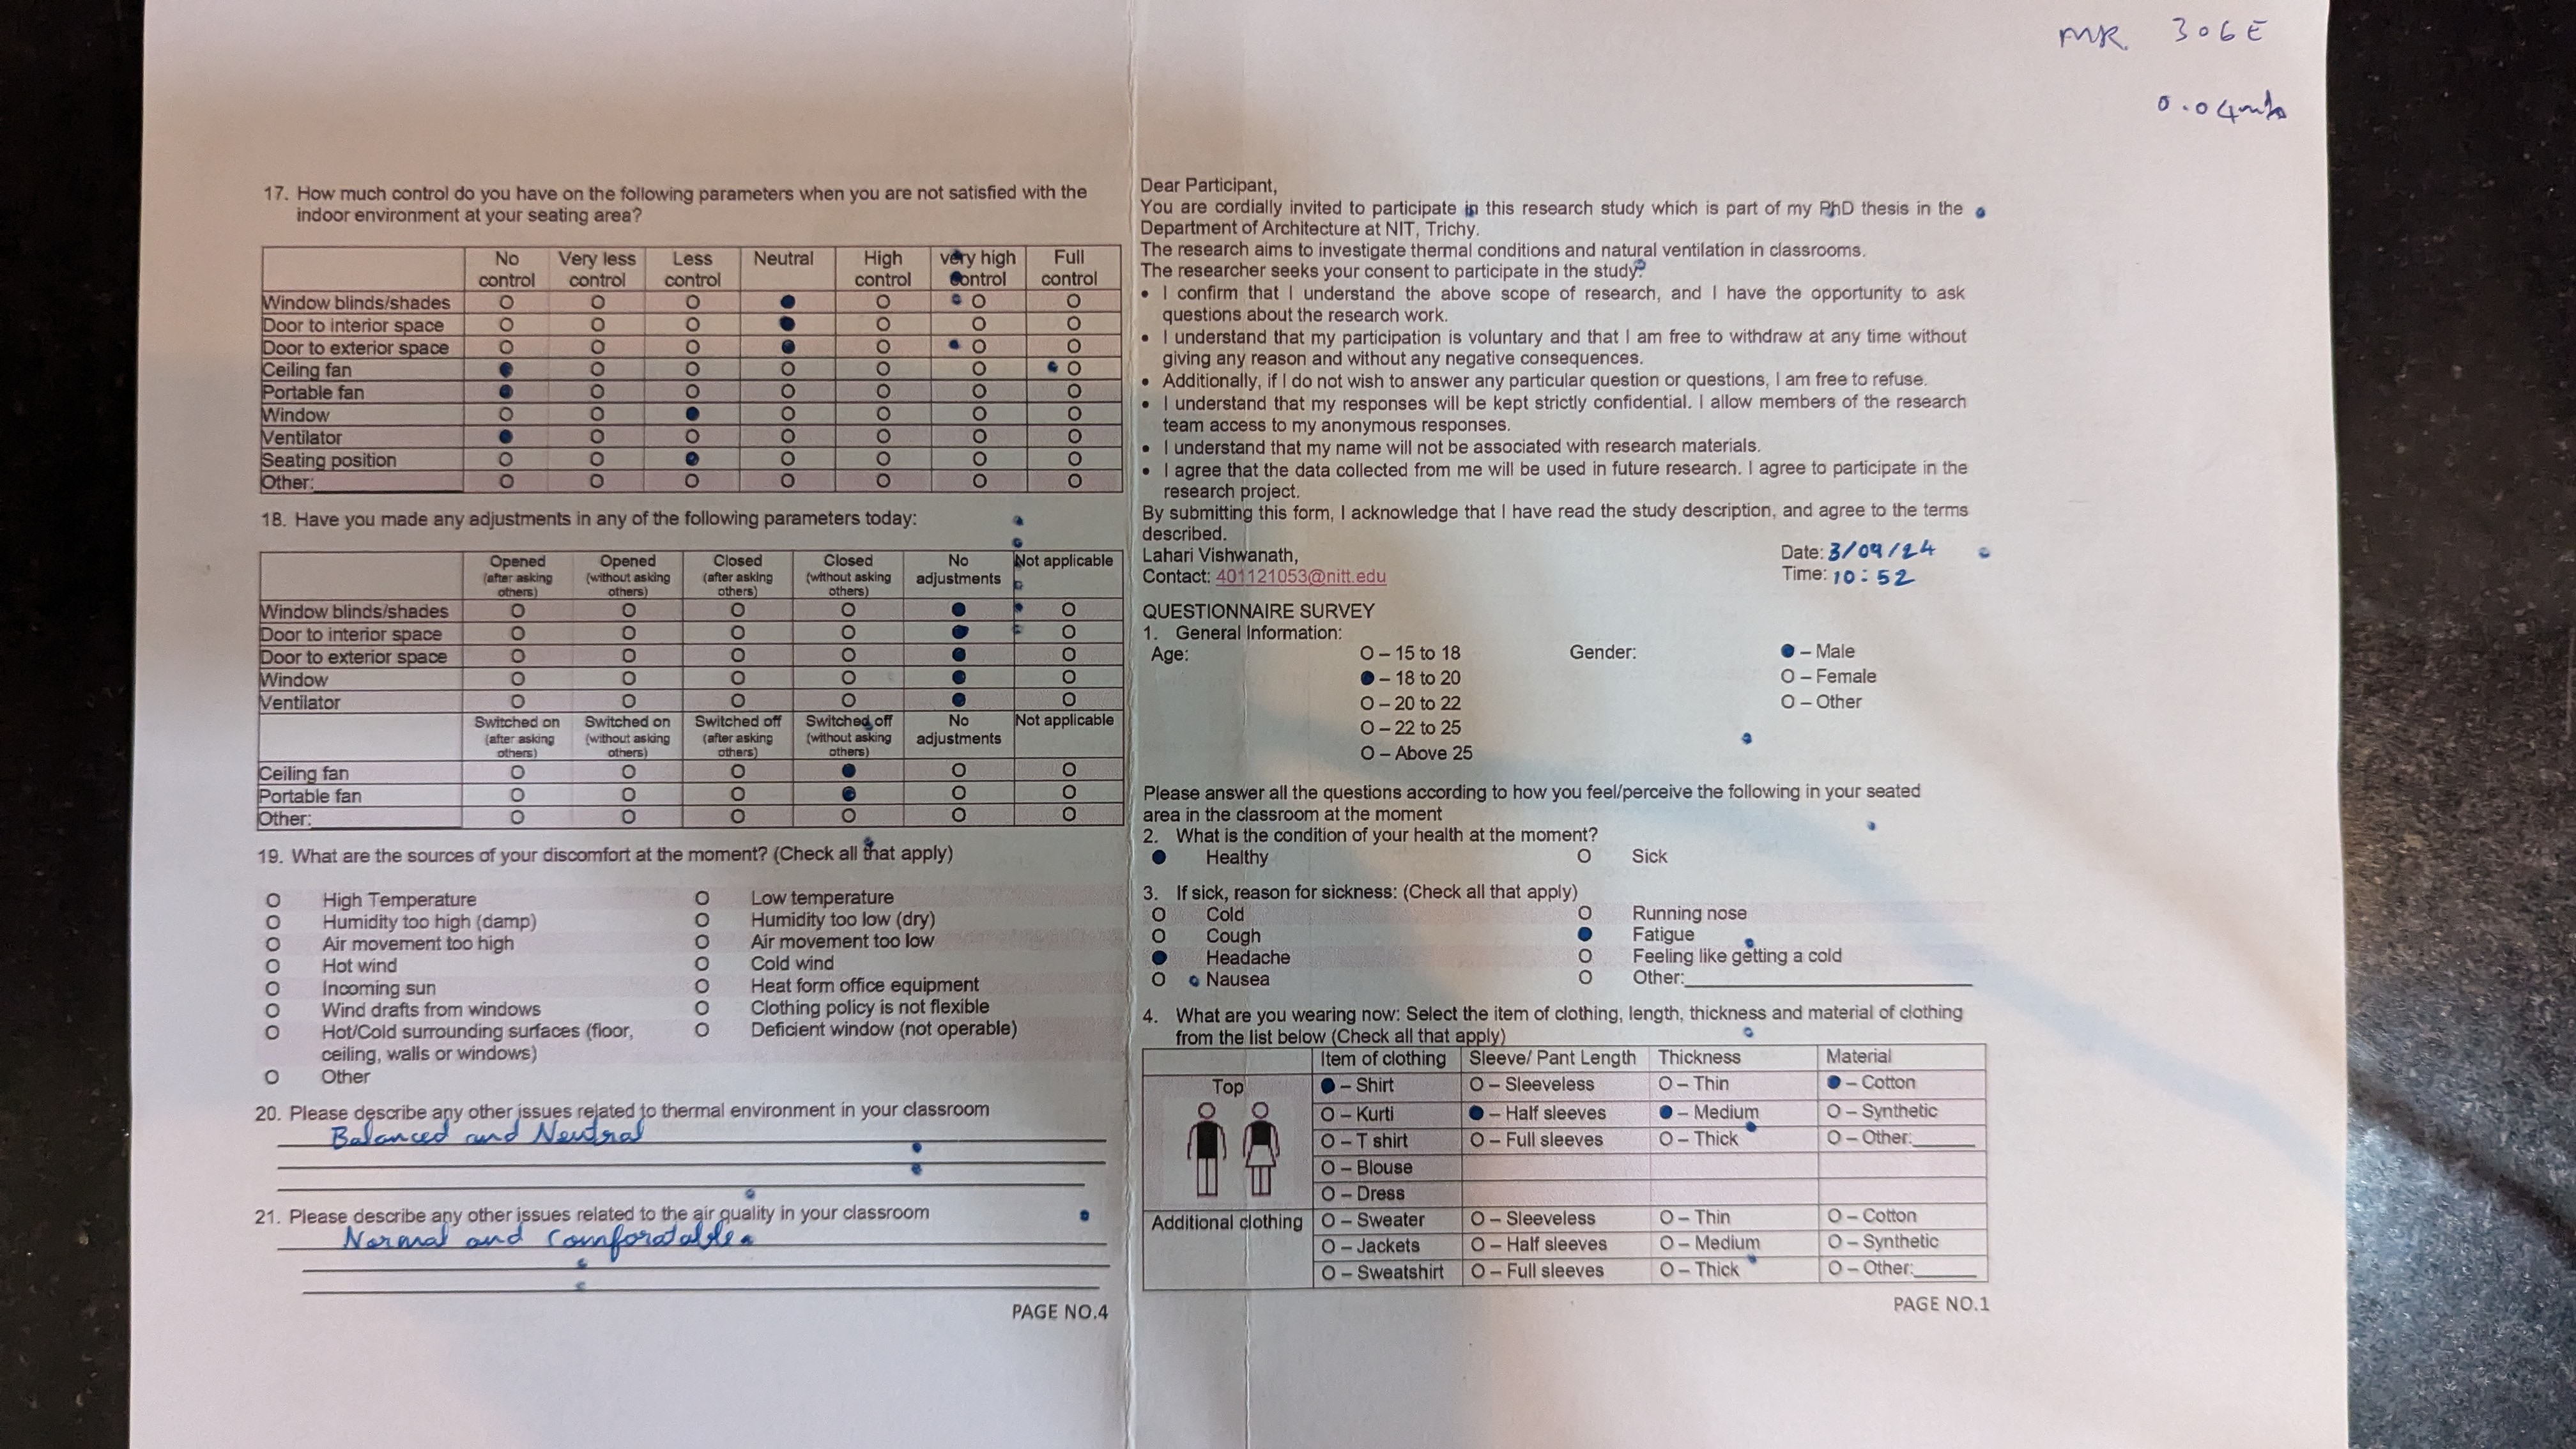 MR 306E
0.04m/s
17. How much control do you have on the following parameters when you are not satisfied with the
indoor environment at your seating area?
No control Very less control Less control Neutral High control very high control Full control
Window blinds/shades
Door to interior space
Door to exterior space
Ceiling fan
Portable fan
Window
Ventilator
Seating position
Other:
18. Have you made any adjustments in any of the following parameters today:
Opened (after asking others) Opened (without asking others) Closed (after asking others) Closed (without asking others) No adjustments Not applicable
Window blinds/shades
Door to interior space
Door to exterior space
Window
Ventilator
Switched on (after asking others) Switched on (without asking others) Switched off (after asking others) Switched off (without asking others) No adjustments Not applicable
Ceiling fan
Portable fan
Other:
19. What are the sources of your discomfort at the moment? (Check all that apply)
High Temperature Low temperature
Humidity too high (damp) Humidity too low (dry)
Air movement too high Air movement too low
Hot wind Cold wind
Incoming sun Heat form office equipment
Wind drafts from windows Clothing policy is not flexible
Hot/Cold surrounding surfaces (floor, Deficient window (not operable)
ceiling, walls or windows)
Other
20. Please describe any other issues related to thermal environment in your classroom
Balanced and Neutral
21. Please describe any other issues related to the air quality in your classroom
Normal and Comforatable.
PAGE NO.4
Dear Participant,
You are cordially invited to participate in this research study which is part of my PhD thesis in the
Department of Architecture at NIT, Trichy.
The research aims to investigate thermal conditions and natural ventilation in classrooms.
The researcher seeks your consent to participate in the study?
• I confirm that I understand the above scope of research, and I have the opportunity to ask
questions about the research work.
• I understand that my participation is voluntary and that I am free to withdraw at any time without
giving any reason and without any negative consequences.
• Additionally, if I do not wish to answer any particular question or questions, I am free to refuse.
• I understand that my responses will be kept strictly confidential. I allow members of the research
team access to my anonymous responses.
• I understand that my name will not be associated with research materials.
• I agree that the data collected from me will be used in future research. I agree to participate in the
research project.
By submitting this form, I acknowledge that I have read the study description, and agree to the terms
described.
Lahari Vishwanath, Date: 3/09/24
Contact: 401121053@nitt.edu Time: 10:52
QUESTIONNAIRE SURVEY
1. General Information:
Age: O – 15 to 18 Gender: – Male
– 18 to 20 O – Female
O – 20 to 22 O – Other
O – 22 to 25
O – Above 25
Please answer all the questions according to how you feel/perceive the following in your seated
area in the classroom at the moment
2. What is the condition of your health at the moment?
Healthy O Sick
3. If sick, reason for sickness: (Check all that apply)
O Cold O Running nose
O Cough Fatigue
Headache O Feeling like getting a cold
O Nausea O Other:
4. What are you wearing now: Select the item of clothing, length, thickness and material of clothing
from the list below (Check all that apply)
Item of clothing Sleeve/ Pant Length Thickness Material
Top – Shirt O – Sleeveless O – Thin – Cotton
O – Kurti – Half sleeves – Medium O – Synthetic
O – T shirt O – Full sleeves O – Thick O – Other:
O – Blouse
O – Dress
Additional clothing O – Sweater O – Sleeveless O – Thin O – Cotton
O – Jackets O – Half sleeves O – Medium O – Synthetic
O – Sweatshirt O – Full sleeves O – Thick O – Other:
PAGE NO.1